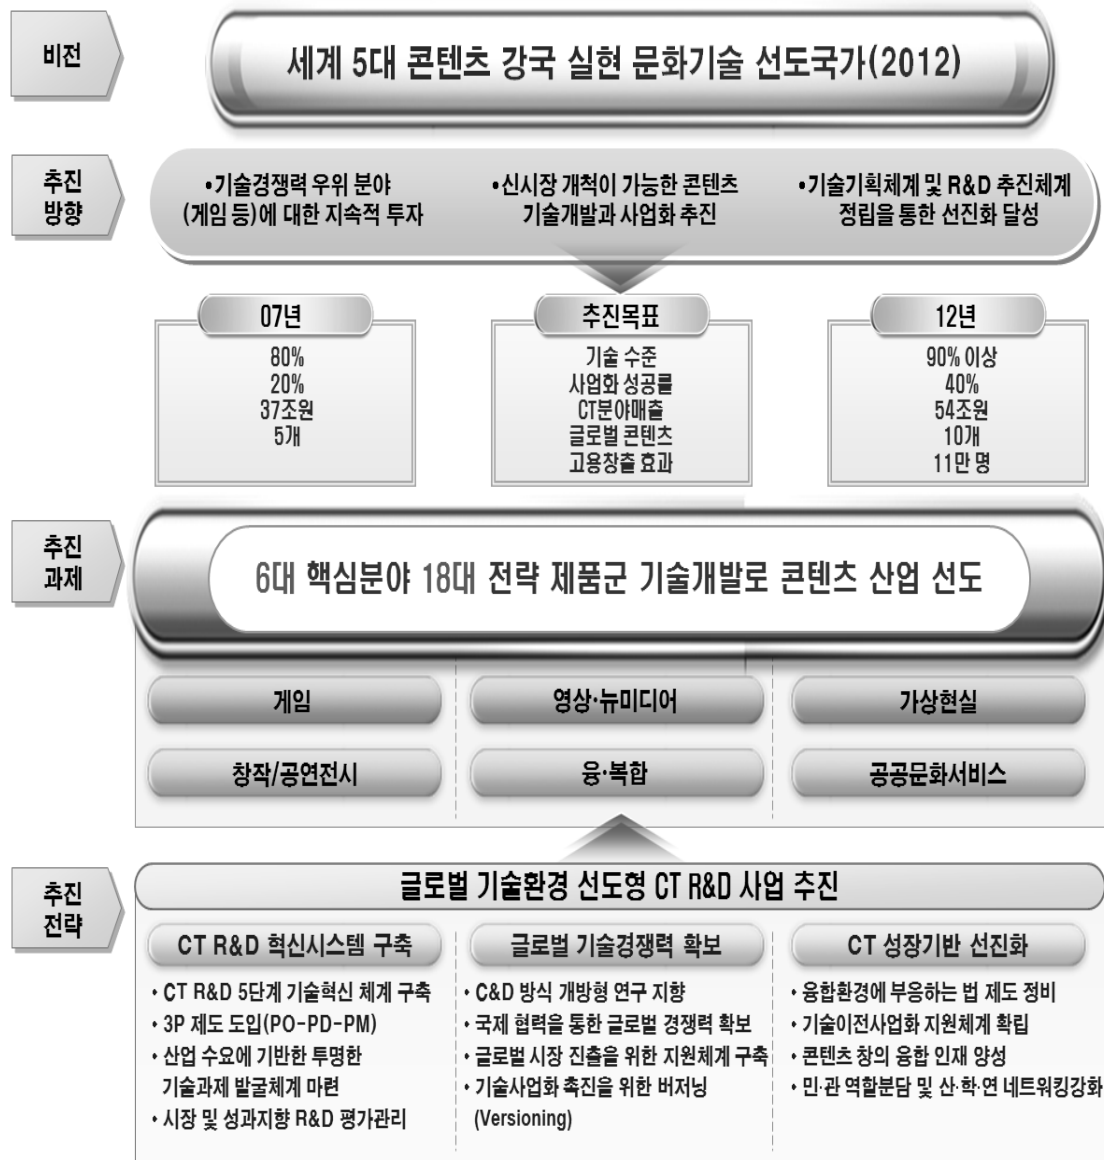 비전
세계 5대 콘텐츠 강국 실현 문화기술 선도국가(2012)
추진
방향
•기술경쟁력 우위 분야
(게임 등)에 대한 지속적 투자
•신시장 개척이 가능한 콘텐츠
기술개발과 사업화 추진
•기술기획체계 및 R&D 추진체계
정립을 통한 선진화 달성
07년
80%
20%
37조원
5개
추진목표
기술 수준
사업화 성공률
CT분야매출
글로벌 콘텐츠
고용창출 효과
12년
90% 이상
40%
54조원
10개
11만 명
추진
과제
6대 핵심분야 18대 전략 제품군 기술개발로 콘텐츠 산업 선도
게임
영상·뉴미디어
가상현실
창작/공연전시
융·복합
공공문화서비스
추진
전략
글로벌 기술환경 선도형 CT R&D 사업 추진
CT R&D 혁신시스템 구축
• CT R&D 5단계 기술혁신 체계 구축
• 3P 제도 도입(PO-PD-PM)
• 산업 수요에 기반한 투명한
기술과제 발굴체계 마련
• 시장 및 성과지향 R&D 평가관리
글로벌 기술경쟁력 확보
• C&D 방식 개방형 연구 지향
• 국제 협력을 통한 글로벌 경쟁력 확보
• 글로벌 시장 진출을 위한 지원체계 구축
• 기술사업화 촉진을 위한 버저닝
(Versioning)
CT 성장기반 선진화
• 융합환경에 부응하는 법 제도 정비
• 기술이전사업화 지원체계 확립
• 콘텐츠 창의 융합 인재 양성
• 민·관 역할분담 및 산·학·연 네트워킹강화